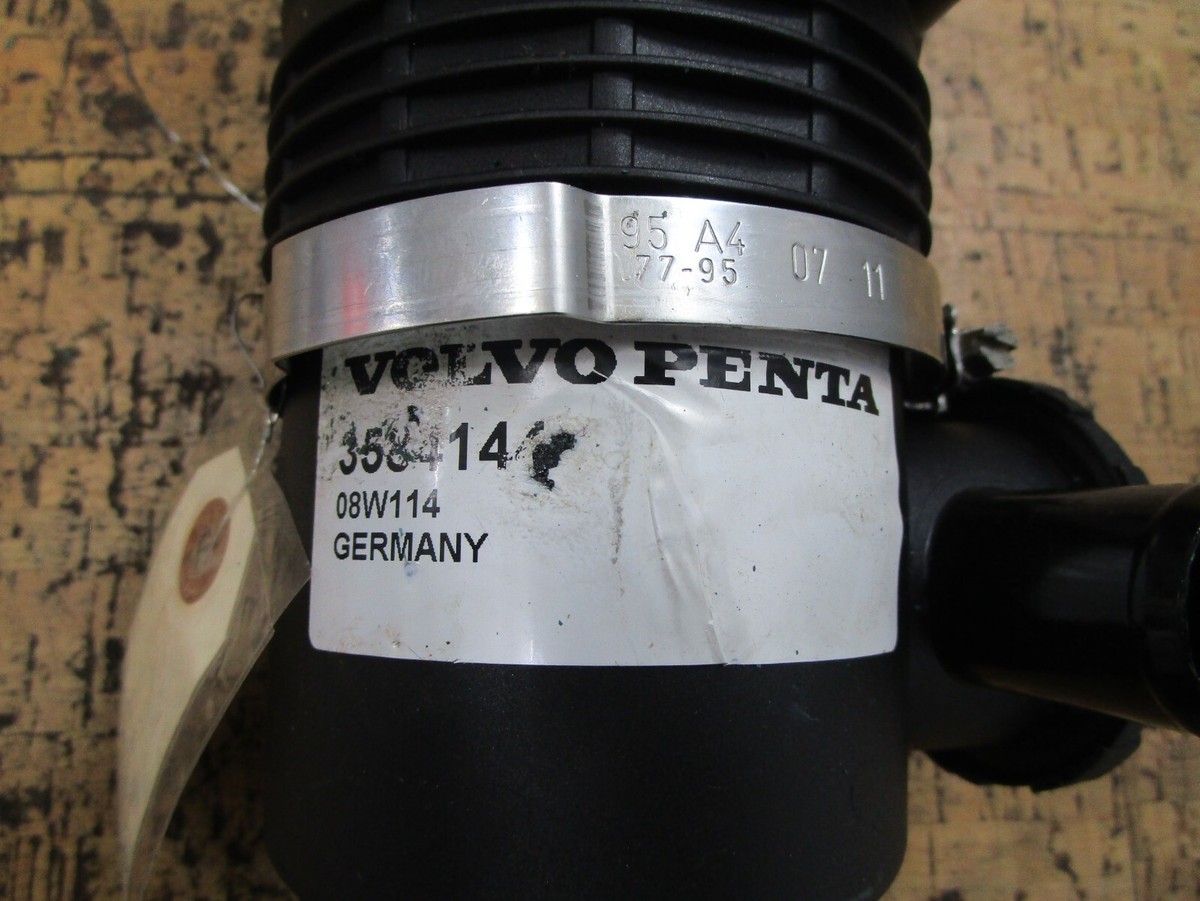 95 A4 07 11
77-95
VOLVO PENTA
08W114
GERMANY